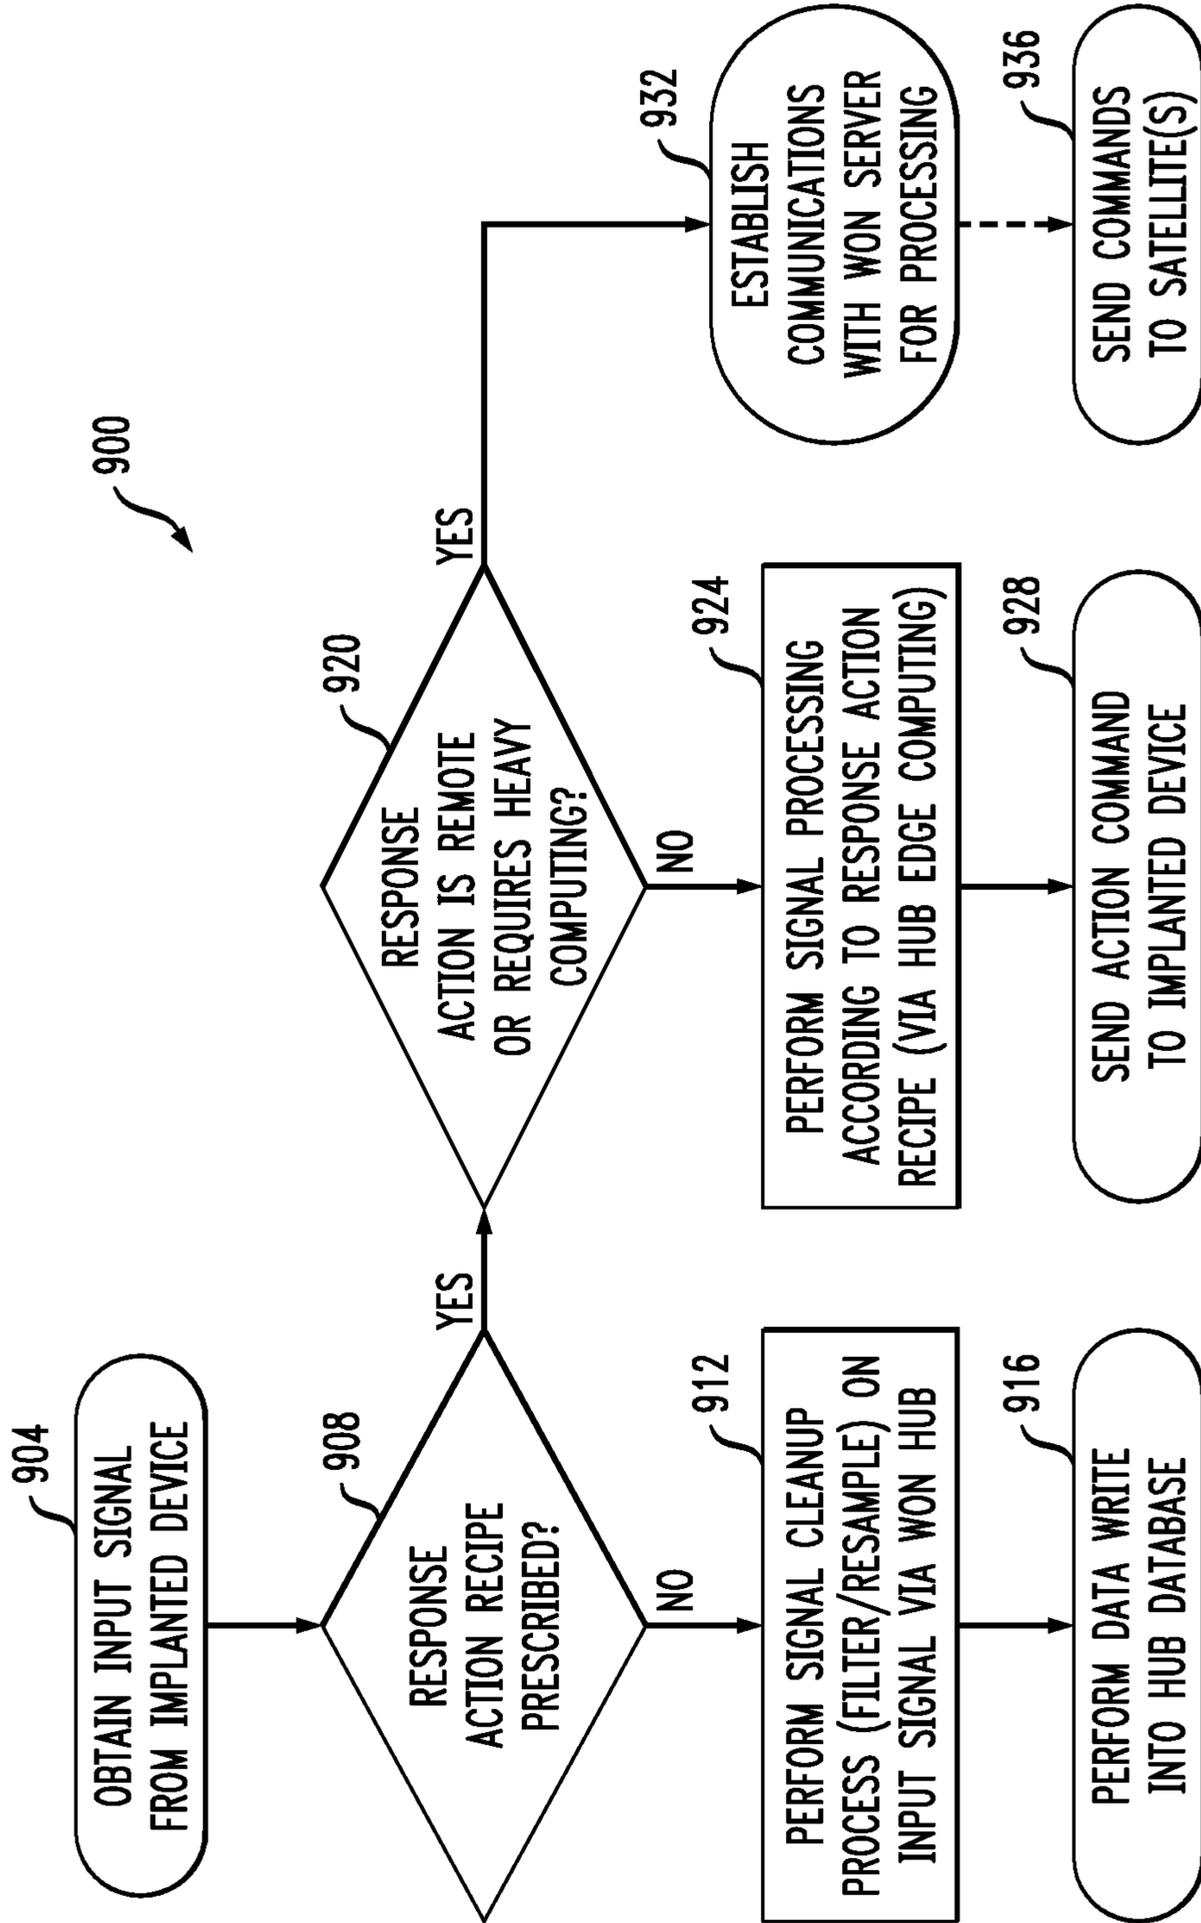 900
904
OBTAIN INPUT SIGNAL
FROM IMPLANTED DEVICE
908
RESPONSE
ACTION RECIPE
PRESCRIBED?
YES
NO
912
PERFORM SIGNAL CLEANUP
PROCESS (FILTER/RESAMPLE) ON
INPUT SIGNAL VIA WON HUB
916
PERFORM DATA WRITE
INTO HUB DATABASE
920
RESPONSE
ACTION IS REMOTE
OR REQUIRES HEAVY
COMPUTING?
YES
NO
924
PERFORM SIGNAL PROCESSING
ACCORDING TO RESPONSE ACTION
RECIPE (VIA HUB EDGE COMPUTING)
928
SEND ACTION COMMAND
TO IMPLANTED DEVICE
932
ESTABLISH
COMMUNICATIONS
WITH WON SERVER
FOR PROCESSING
936
SEND COMMANDS
TO SATELLITE(S)